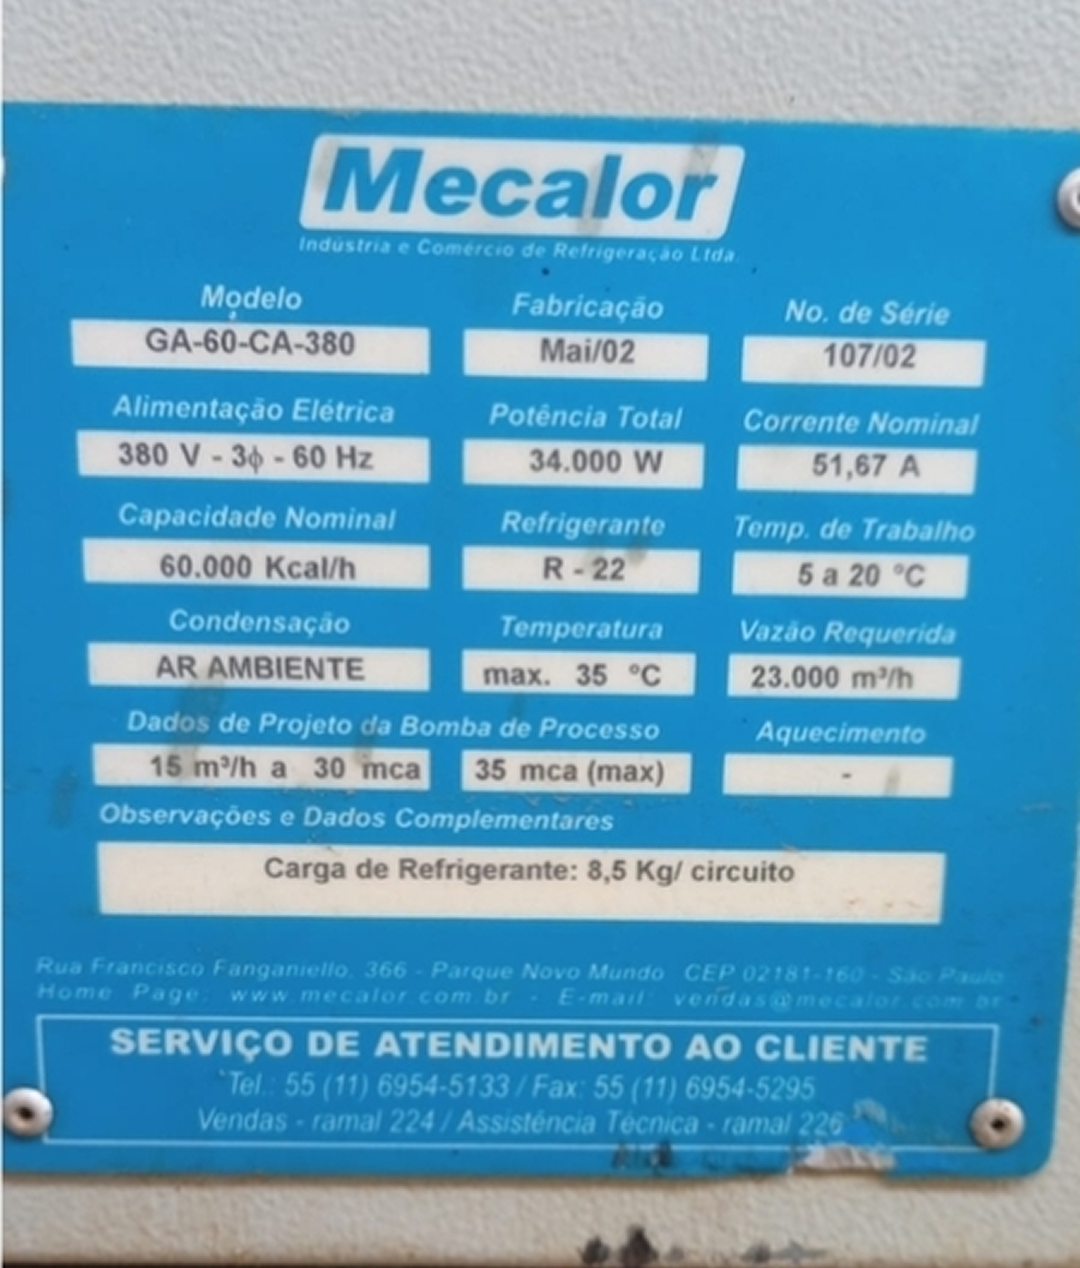 Mecalor
Indústria e Comércio de Refrigeração Ltda.
Modelo Fabricação No. de Série
GA-60-CA-380 Mai/02 107/02
Alimentação Elétrica Potência Total Corrente Nominal
380 V - 3ϕ - 60 Hz 34.000 W 51,67 A
Capacidade Nominal Refrigerante Temp. de Trabalho
60.000 Kcal/h R - 22 5 a 20 °C
Condensação Temperatura Vazão Requerida
AR AMBIENTE max. 35 °C 23.000 m³/h
Dados de Projeto da Bomba de Processo Aquecimento
15 m³/h a 30 mca 35 mca (max) -
Observações e Dados Complementares
Carga de Refrigerante: 8,5 Kg/ circuito
Rua Francisco Fanganiello, 366 - Parque Novo Mundo CEP 02181-160 - São Paulo
Home Page: www.mecalor.com.br - E-mail: vendas@mecalor.com.br
SERVIÇO DE ATENDIMENTO AO CLIENTE
Tel.: 55 (11) 6954-5133 / Fax: 55 (11) 6954-5295
Vendas - ramal 224 / Assistência Técnica - ramal 226